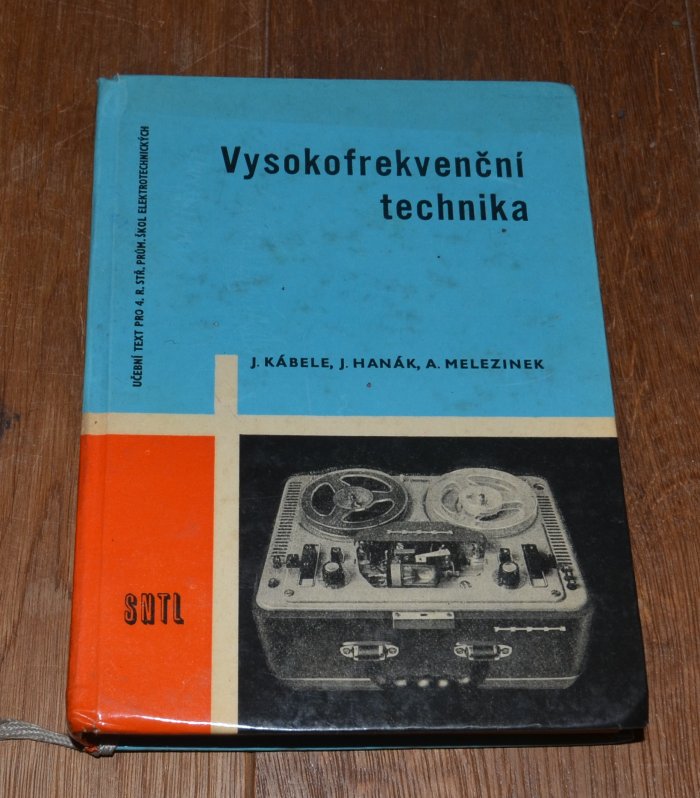 Vysokofrekvenční
technika
UČEBNÍ TEXT PRO 4. R. STŘ. PRŮM. ŠKOL ELEKTROTECHNICKÝCH
J. KÁBELE, J. HANÁK, A. MELEZINEK
SNTL